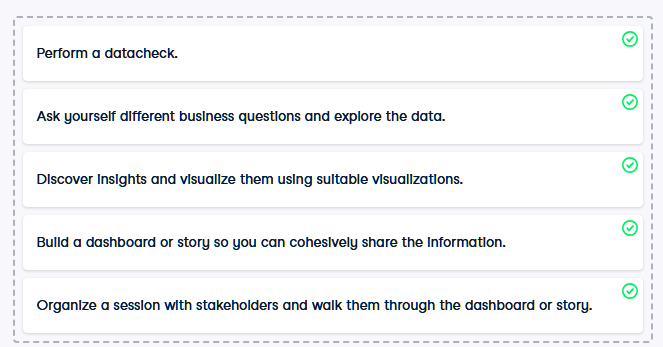 Perform a datacheck.
Ask yourself different business questions and explore the data.
Discover insights and visualize them using suitable visualizations.
Build a dashboard or story so you can cohesively share the information.
Organize a session with stakeholders and walk them through the dashboard or story.